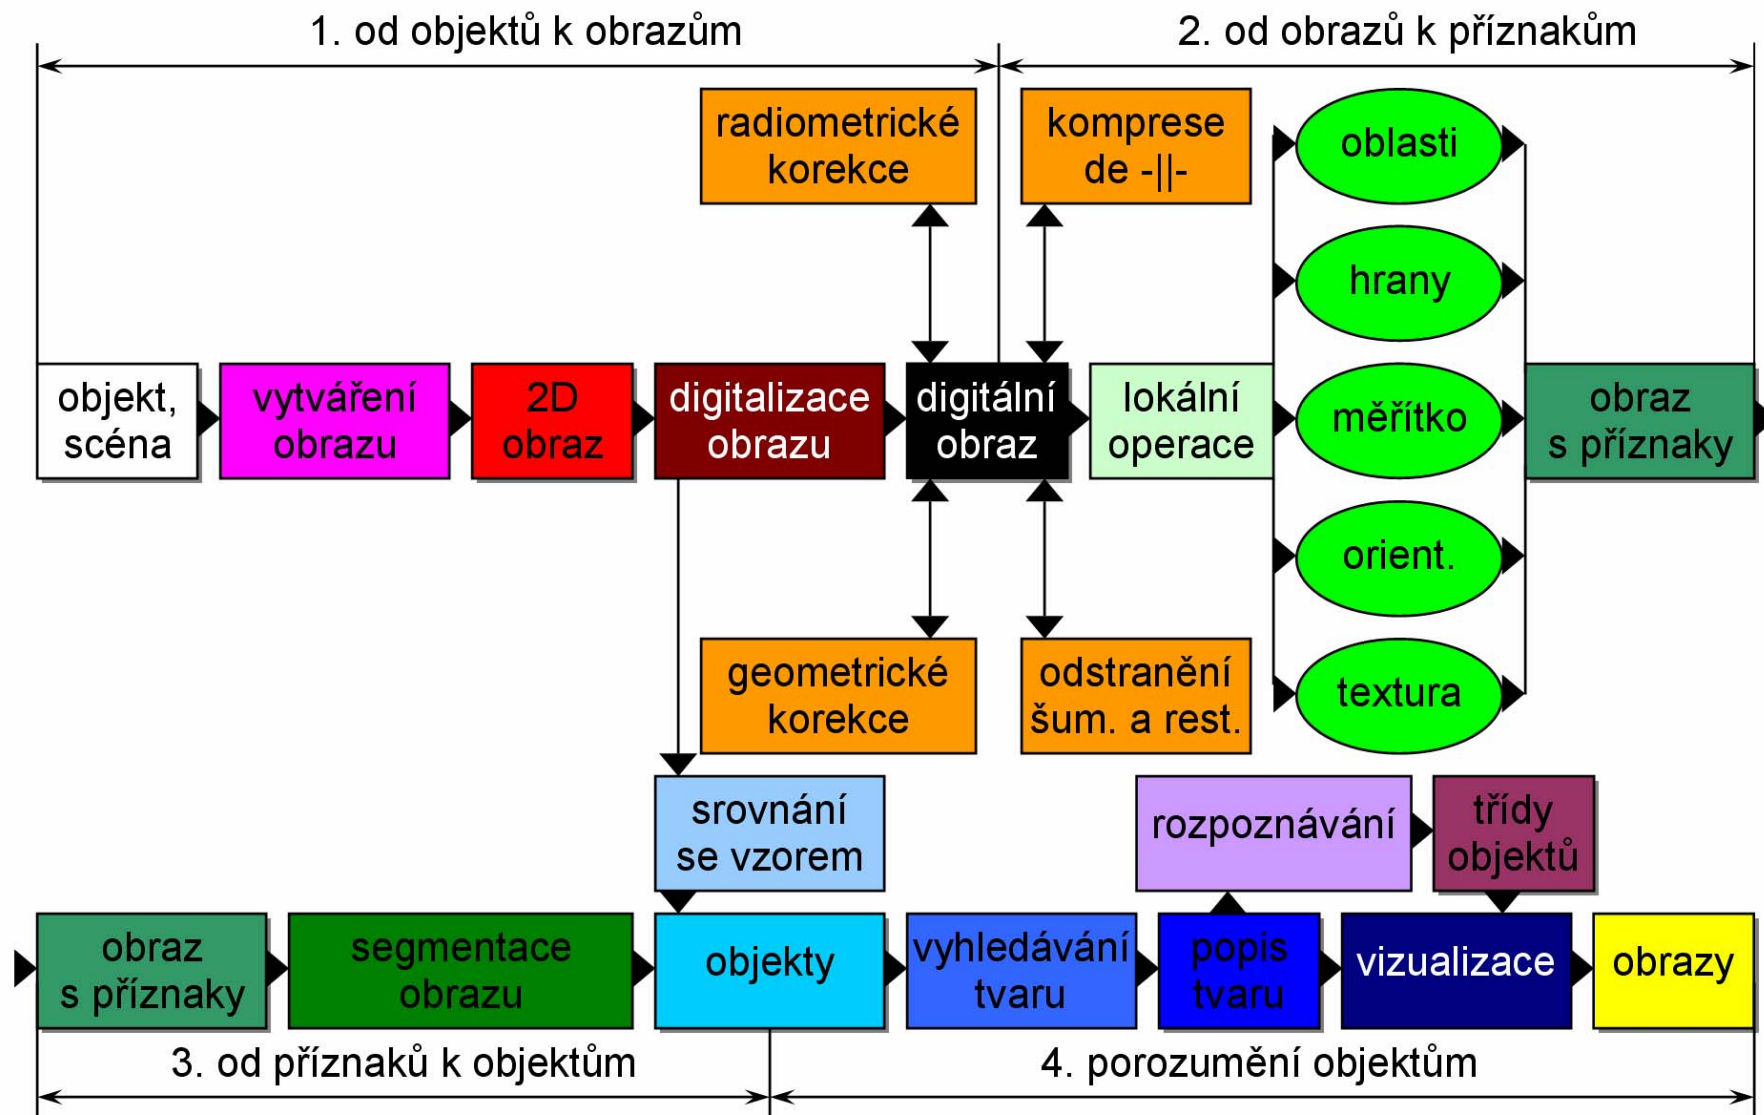 1. od objektů k obrazům
2. od obrazů k příznakům
radiometrické
korekce
komprese
de -||-
oblasti
hrany
objekt,
scéna
vytváření
obrazu
2D
obraz
digitalizace
obrazu
digitální
obraz
lokální
operace
měřítko
obraz
s příznaky
orient.
geometrické
korekce
odstranění
šum. a rest.
textura
srovnání
se vzorem
rozpoznávání
třídy
objektů
obraz
s příznaky
segmentace
obrazu
objekty
vyhledávání
tvaru
popis
tvaru
vizualizace
obrazy
3. od příznaků k objektům
4. porozumění objektům